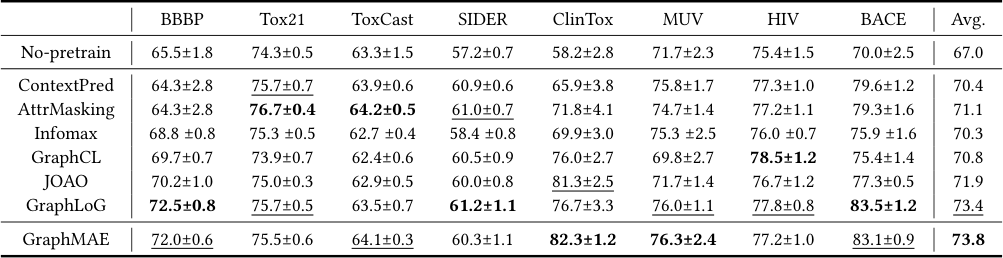 BBBP Tox21 ToxCast SIDER ClinTox MUV HIV BACE Avg.
No-pretrain 65.5±1.8 74.3±0.5 63.3±1.5 57.2±0.7 58.2±2.8 71.7±2.3 75.4±1.5 70.0±2.5 67.0
ContextPred 64.3±2.8 75.7±0.7 63.9±0.6 60.9±0.6 65.9±3.8 75.8±1.7 77.3±1.0 79.6±1.2 70.4
AttrMasking 64.3±2.8 76.7±0.4 64.2±0.5 61.0±0.7 71.8±4.1 74.7±1.4 77.2±1.1 79.3±1.6 71.1
Infomax 68.8 ±0.8 75.3 ±0.5 62.7 ±0.4 58.4 ±0.8 69.9±3.0 75.3 ±2.5 76.0 ±0.7 75.9 ±1.6 70.3
GraphCL 69.7±0.7 73.9±0.7 62.4±0.6 60.5±0.9 76.0±2.7 69.8±2.7 78.5±1.2 75.4±1.4 70.8
JOAO 70.2±1.0 75.0±0.3 62.9±0.5 60.0±0.8 81.3±2.5 71.7±1.4 76.7±1.2 77.3±0.5 71.9
GraphLoG 72.5±0.8 75.7±0.5 63.5±0.7 61.2±1.1 76.7±3.3 76.0±1.1 77.8±0.8 83.5±1.2 73.4
GraphMAE 72.0±0.6 75.5±0.6 64.1±0.3 60.3±1.1 82.3±1.2 76.3±2.4 77.2±1.0 83.1±0.9 73.8